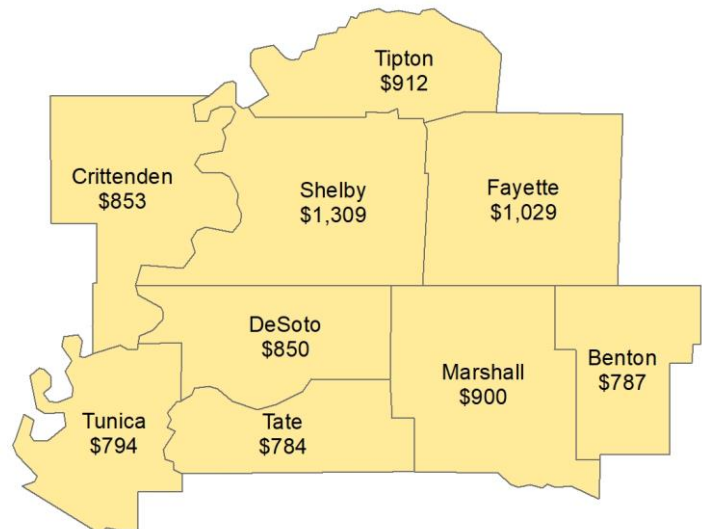 Tipton
$912
Crittenden
$853
Shelby
$1,309
Fayette
$1,029
DeSoto
$850
Marshall
$900
Benton
$787
Tunica
$794
Tate
$784